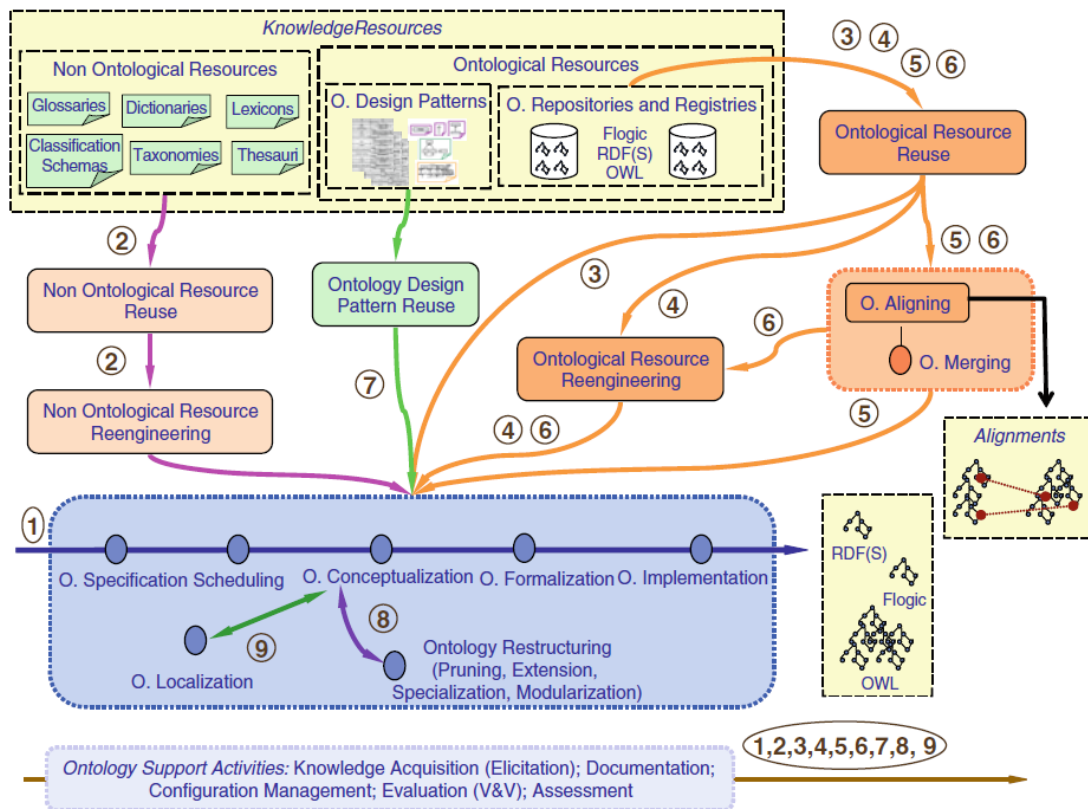 KnowledgeResources
Non Ontological Resources
Glossaries
Dictionaries
Lexicons
Classification
Schemas
Taxonomies
Thesauri
Ontological Resources
O. Design Patterns
O. Repositories and Registries
Flogic
RDF(S)
OWL
3
4
5
6
Ontological Resource
Reuse
2
Non Ontological Resource
Reuse
2
Non Ontological Resource
Reengineering
Ontology Design
Pattern Reuse
7
3
4
5
6
Ontological Resource
Reengineering
4
6
6
O. Aligning
O. Merging
5
Alignments
1
O. Specification
Scheduling
O. Conceptualization
O. Formalization
O. Implementation
9
8
O. Localization
Ontology Restructuring
(Pruning, Extension,
Specialization, Modularization)
RDF(S)
Flogic
OWL
1,2,3,4,5,6,7,8, 9
Ontology Support Activities: Knowledge Acquisition (Elicitation); Documentation;
Configuration Management; Evaluation (V&V); Assessment